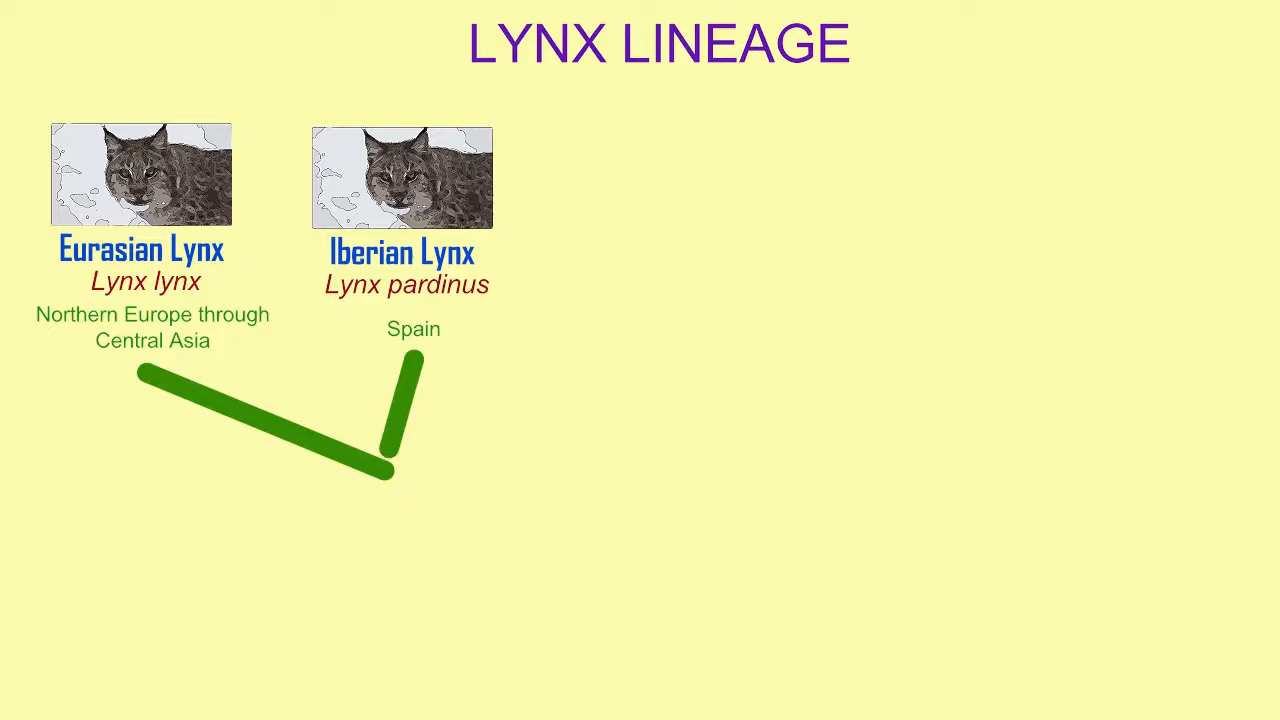 LYNX LINEAGE
Eurasian Lynx
Lynx lynx
Northern Europe through
Central Asia
Iberian Lynx
Lynx pardinus
Spain